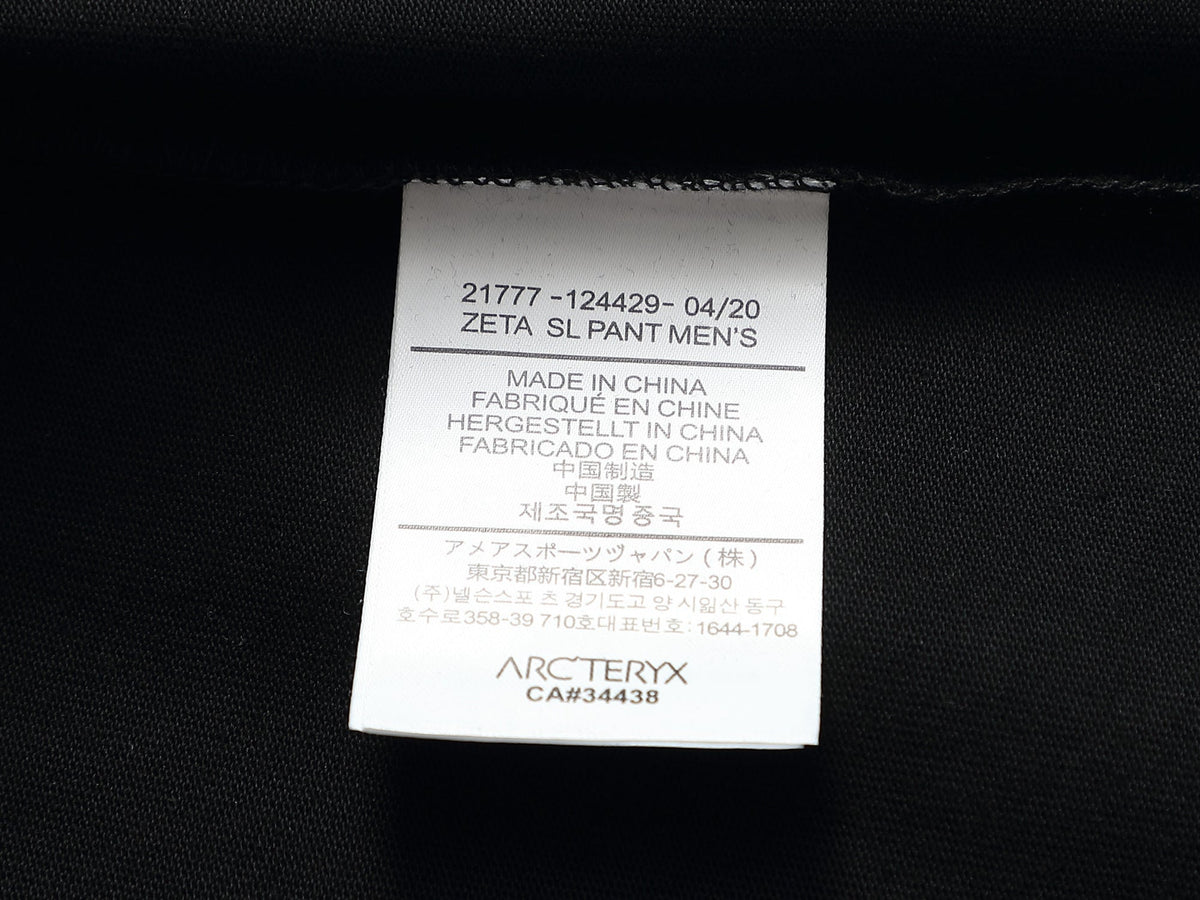 21777 -124429- 04/20
ZETA SL PANT MEN'S
MADE IN CHINA
FABRIQUÉ EN CHINE
HERGESTELLT IN CHINA
FABRICADO EN CHINA
中国制造
中国製
제조국명 중국
アメアスポーツヅャパン (株)
東京都新宿区新宿6-27-30
(주)넬슨스포 츠 경기도고 양 시잂산 동구
호수로358-39 710호대표번호: 1644-1708
ARC'TERYX
CA#34438